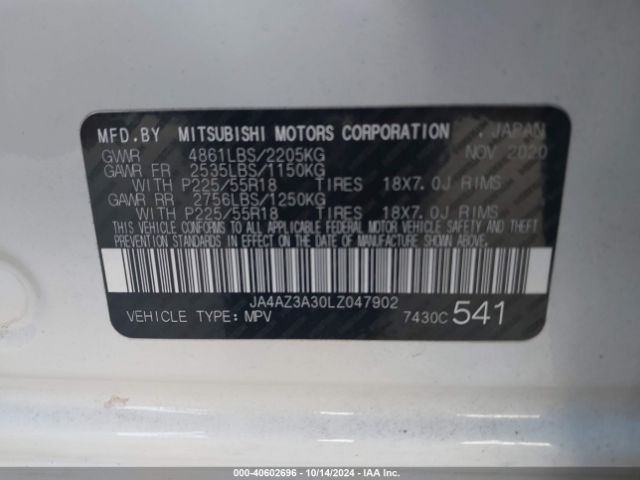 MFD.BY MITSUBISHI MOTORS CORPORATION , JAPAN
GVWR 4861LBS/2205KG NOV 2020
GAWR FR 2535LBS/1150KG
WITH P225/55R18 TIRES 18X7.0J RIMS
GAWR RR 2756LBS/1250KG
WITH P225/55R18 TIRES 18X7.0J RIMS
THIS VEHICLE CONFORMS TO ALL APPLICABLE FEDERAL MOTOR VEHICLE SAFETY AND THEFT
PREVENTION STANDARDS IN EFFECT ON THE DATE OF MANUFACTURE SHOWN ABOVE.
JA4AZ3A30LZ047902
VEHICLE TYPE: MPV 7430C 541
000-40602696 | 10/14/2024 - IAA Inc.